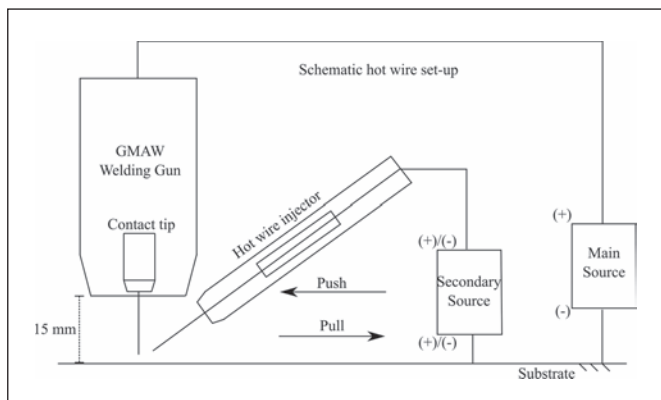 Schematic hot wire set-up
GMAW
Welding Gun
Contact tip
Hot wire injector
(+)
(+)/(-)
Main
Source
Secondary
Source
Push
(-)
15 mm
Pull
(+)/(-)
Substrate